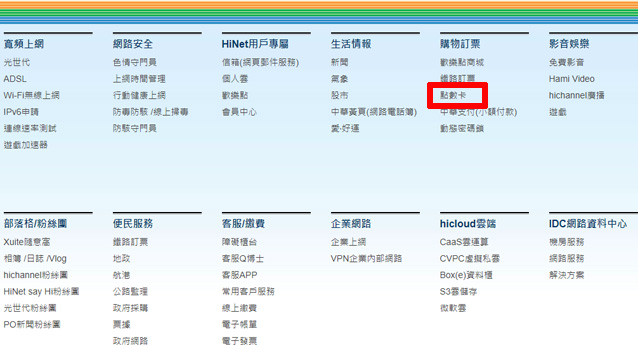 寬頻上網
光世代
ADSL
Wi-Fi無線上網
IPv6申請
連線速率測試
遊戲加速器
網路安全
色情守門員
上網時間管理
行動健康上網
防毒防駭 /線上掃毒
防駭守門員
HiNet用戶專屬
信箱(網頁郵件服務)
個人雲
歡樂點
會員中心
生活情報
新聞
氣象
股市
中華黃頁(網路電話簿)
愛·好運
購物訂票
歡樂點商城
鐵路訂票
點數卡
中華支付(小額付款)
動態密碼鎖
影音娛樂
免費影音
Hami Video
hichannel廣播
遊戲
部落格/粉絲團
Xuite隨意窩
相簿 /日誌 /Vlog
hichannel粉絲團
HiNet say Hi粉絲團
光世代粉絲團
PO新聞粉絲團
便民服務
鐵路訂票
地政
航港
公路監理
政府採購
票據
政府網路
客服/繳費
障礙櫃台
客服Q博士
客服APP
常用客戶服務
線上繳費
電子帳單
電子發票
企業網路
企業上網
VPN企業內部網路
hicloud雲端
CaaS雲運算
CVPC虛擬私雲
Box(e)資料櫃
S3雲儲存
微軟雲
IDC網路資料中心
機房服務
網路服務
解決方案